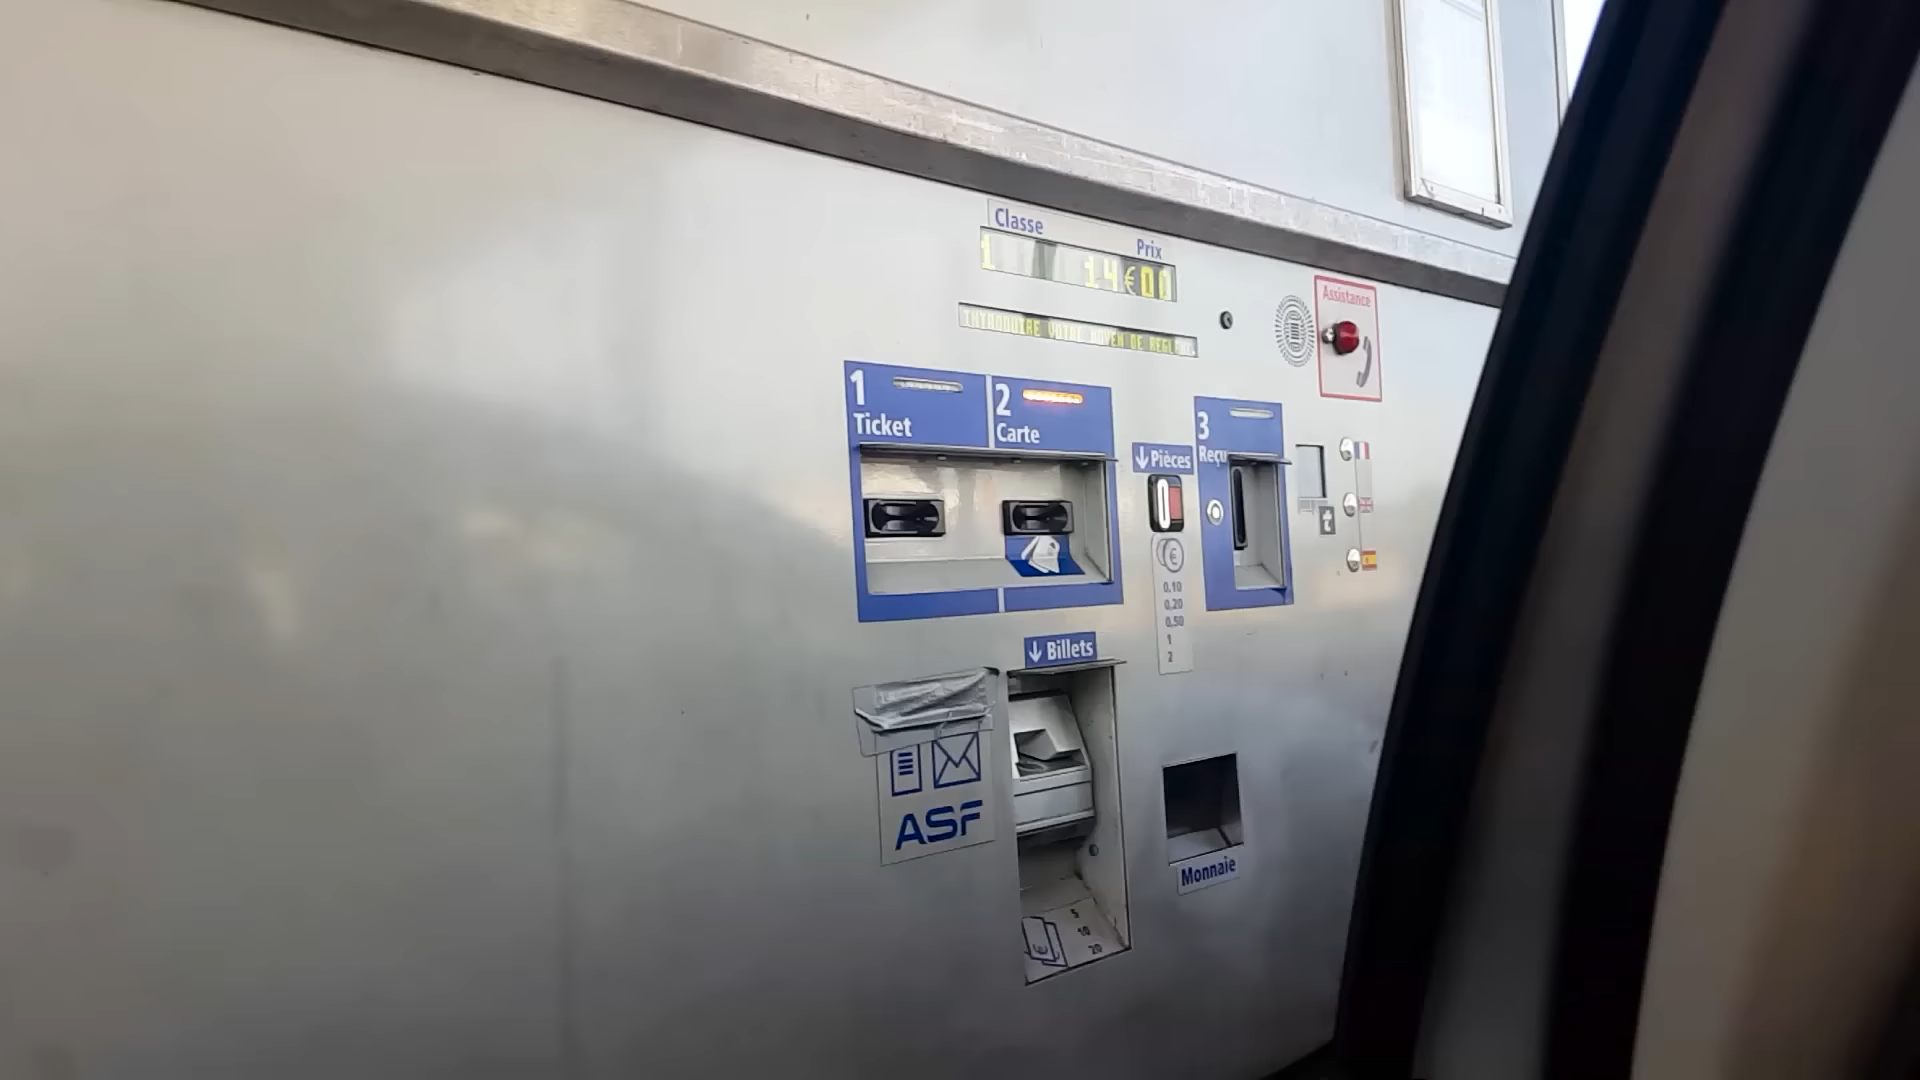 Classe
Prix
1 14€00
INTRODUIRE VOTRE MOYEN DE REGL
Assistance
1
Ticket
2
Carte
Pièces
3
Reçu
€
0,10
0,20
0,50
1
2
Billets
ASF
Monnaie
5
10
20